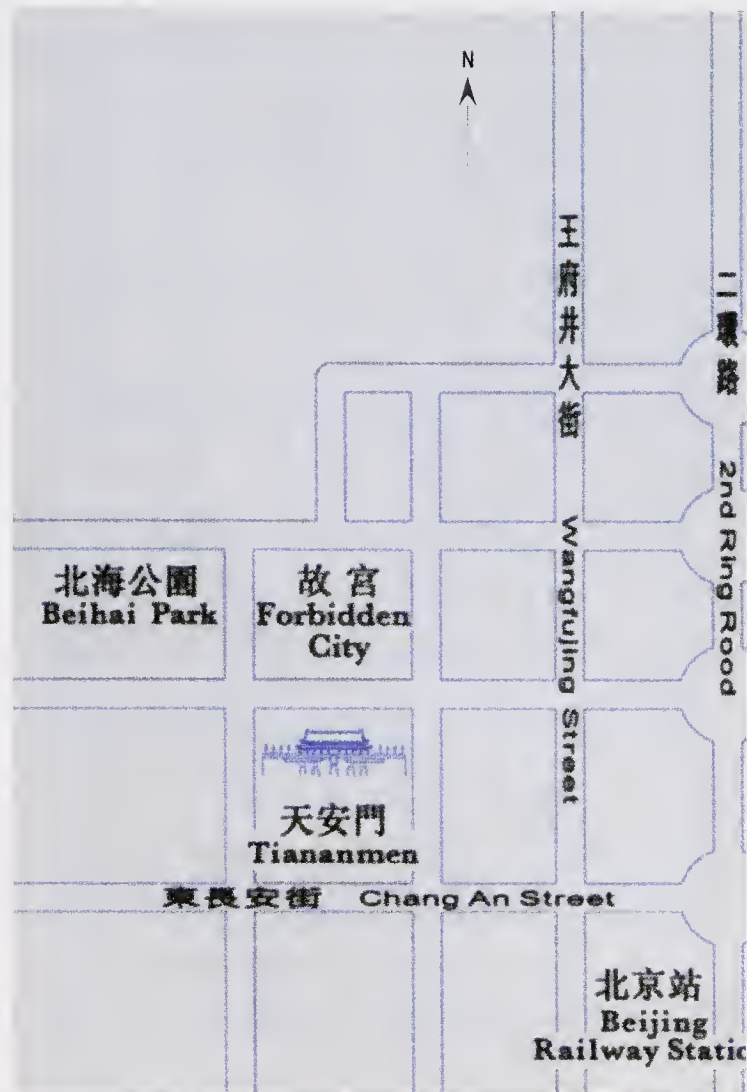 N
王府井大街
Wangfujing Street
二環路
2nd Ring Rood
北海公園
Beihai Park
故宮
Forbidden
City
天安門
Tiananmen
東長安街 Chang An Street
北京站
Beijing
Railway Static